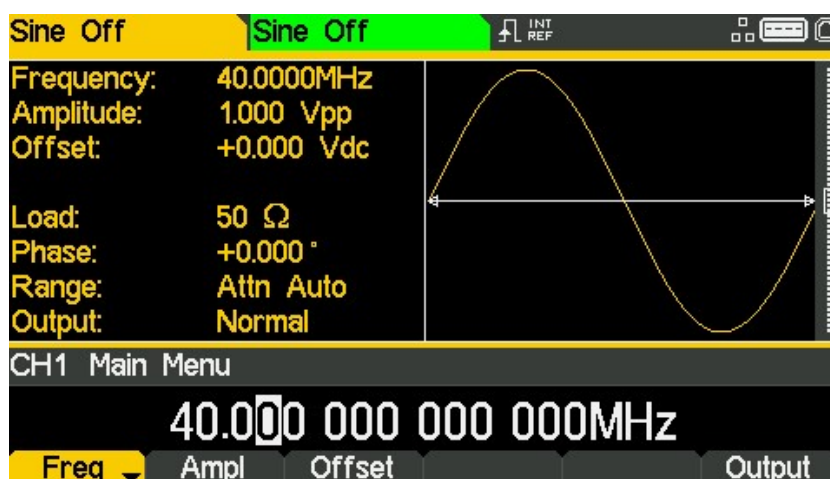 Sine Off
Sine Off
INT
REF
Frequency: 40.0000MHz
Amplitude: 1.000 Vpp
Offset: +0.000 Vdc
Load: 50 Ω
Phase: +0.000°
Range: Attn Auto
Output: Normal
CH1 Main Menu
40.000 000 000 000MHz
Freq Ampl Offset Output